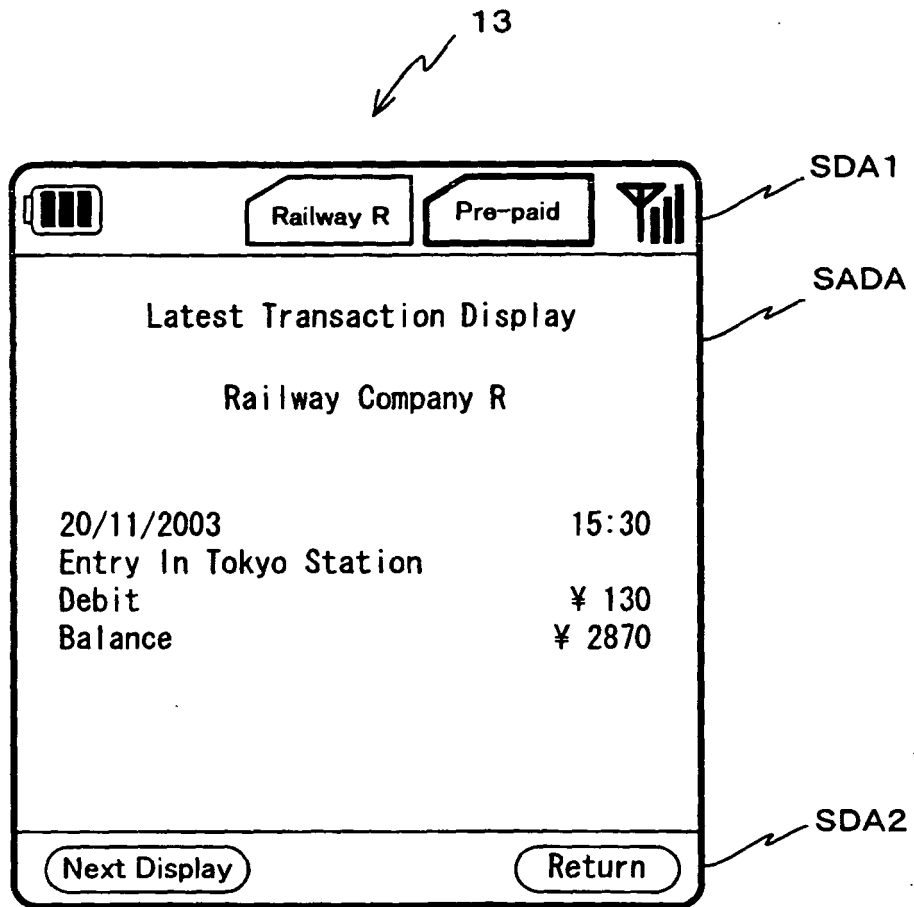 13
SDA1
Railway R Pre-paid
SADA
Latest Transaction Display
Railway Company R
20/11/2003 15:30
Entry In Tokyo Station
Debit ¥ 130
Balance ¥ 2870
SDA2
Next Display Return